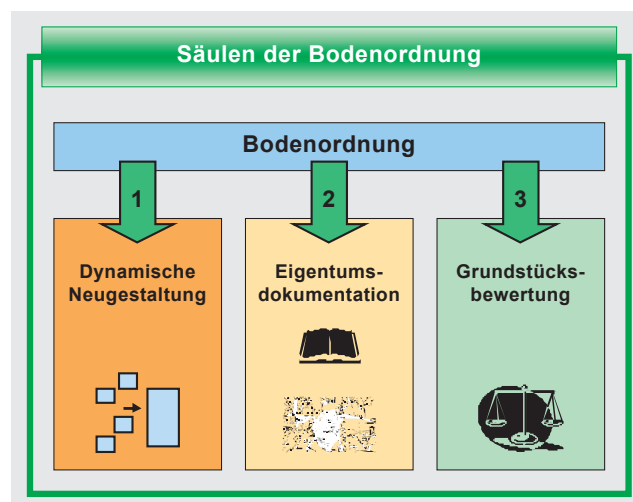 Säulen der Bodenordnung
Bodenordnung
1
2
3
Dynamische
Neugestaltung
Eigentums-
dokumentation
Grundstücks-
bewertung